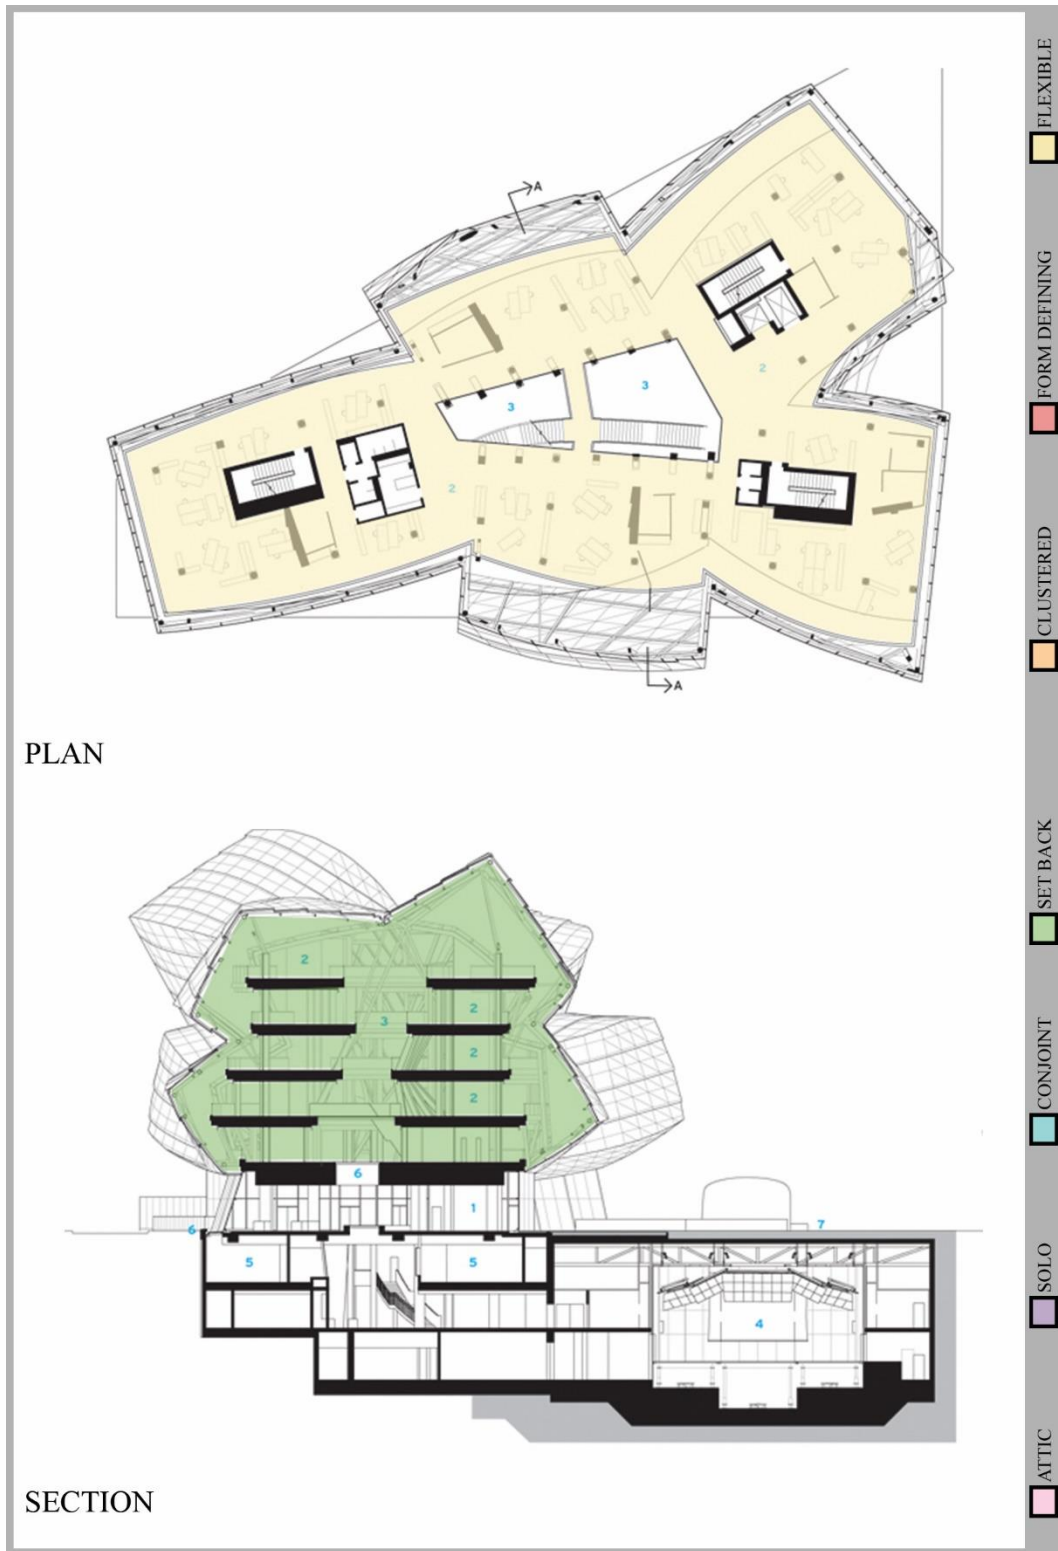 A
3
3
2
2
A
PLAN
2
2
3
2
2
6
1
6
7
5
5
4
SECTION
FLEXIBLE
FORM DEFINING
CLUSTERED
SET BACK
CONJOINT
SOLO
ATTIC